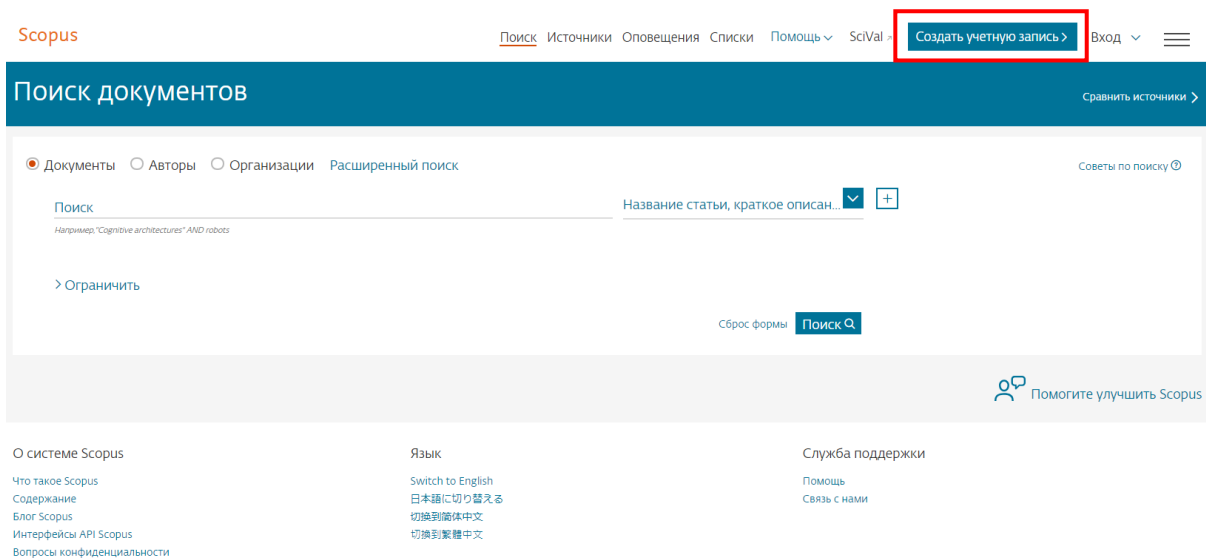 Scopus
Поиск Источники Оповещения Списки Помощь SciVal Создать учетную запись Вход
Поиск документов
Сравнить источники
Документы Авторы Организации Расширенный поиск Советы по поиску
Поиск
Название статьи, краткое описан...
Например,"Cognitive architectures" AND robots
Ограничить
Сброс формы Поиск
Помогите улучшить Scopus
О системе Scopus
Что такое Scopus
Содержание
Блог Scopus
Интерфейсы API Scopus
Вопросы конфиденциальности
Язык
Switch to English
日本語に切り替える
切换到简体中文
切換到繁體中文
Служба поддержки
Помощь
Связь с нами